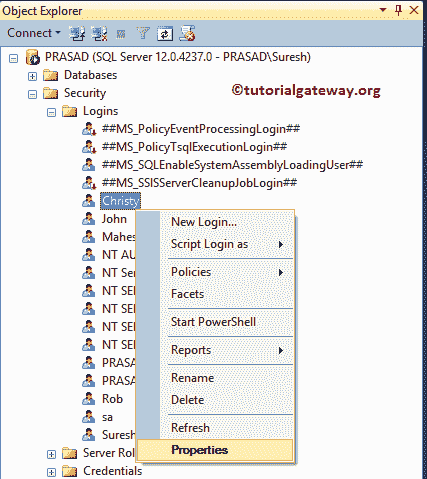 Object Explorer
Connect
PRASAD (SQL Server 12.0.4237.0 - PRASAD\Suresh)
Databases
Security
©tutorialgateway.org
Logins
##MS_PolicyEventProcessingLogin##
##MS_PolicyTsqlExecutionLogin##
##MS_SQLEnableSystemAssemblyLoadingUser##
##MS_SSISServerCleanupJobLogin##
Christy
John
Mahes
NT AU
NT Ser
NT SE
NT SE
NT SE
NT SE
PRASA
PRASA
Rob
sa
Suresh
Server Rol
Credentials
New Login...
Script Login as
Policies
Facets
Start PowerShell
Reports
Rename
Delete
Refresh
Properties